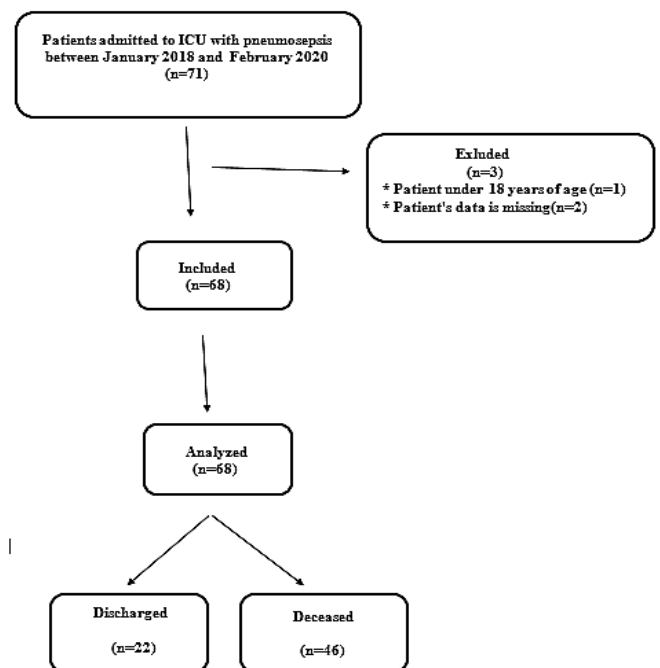 Patients admitted to ICU with pneumosepsis
between January 2018 and February 2020
(n=71)
Exluded
(n=3)
* Patient under 18 years of age (n=1)
* Patient's data is missing(n=2)
Included
(n=68)
Analyzed
(n=68)
Discharged
(n=22)
Deceased
(n=46)